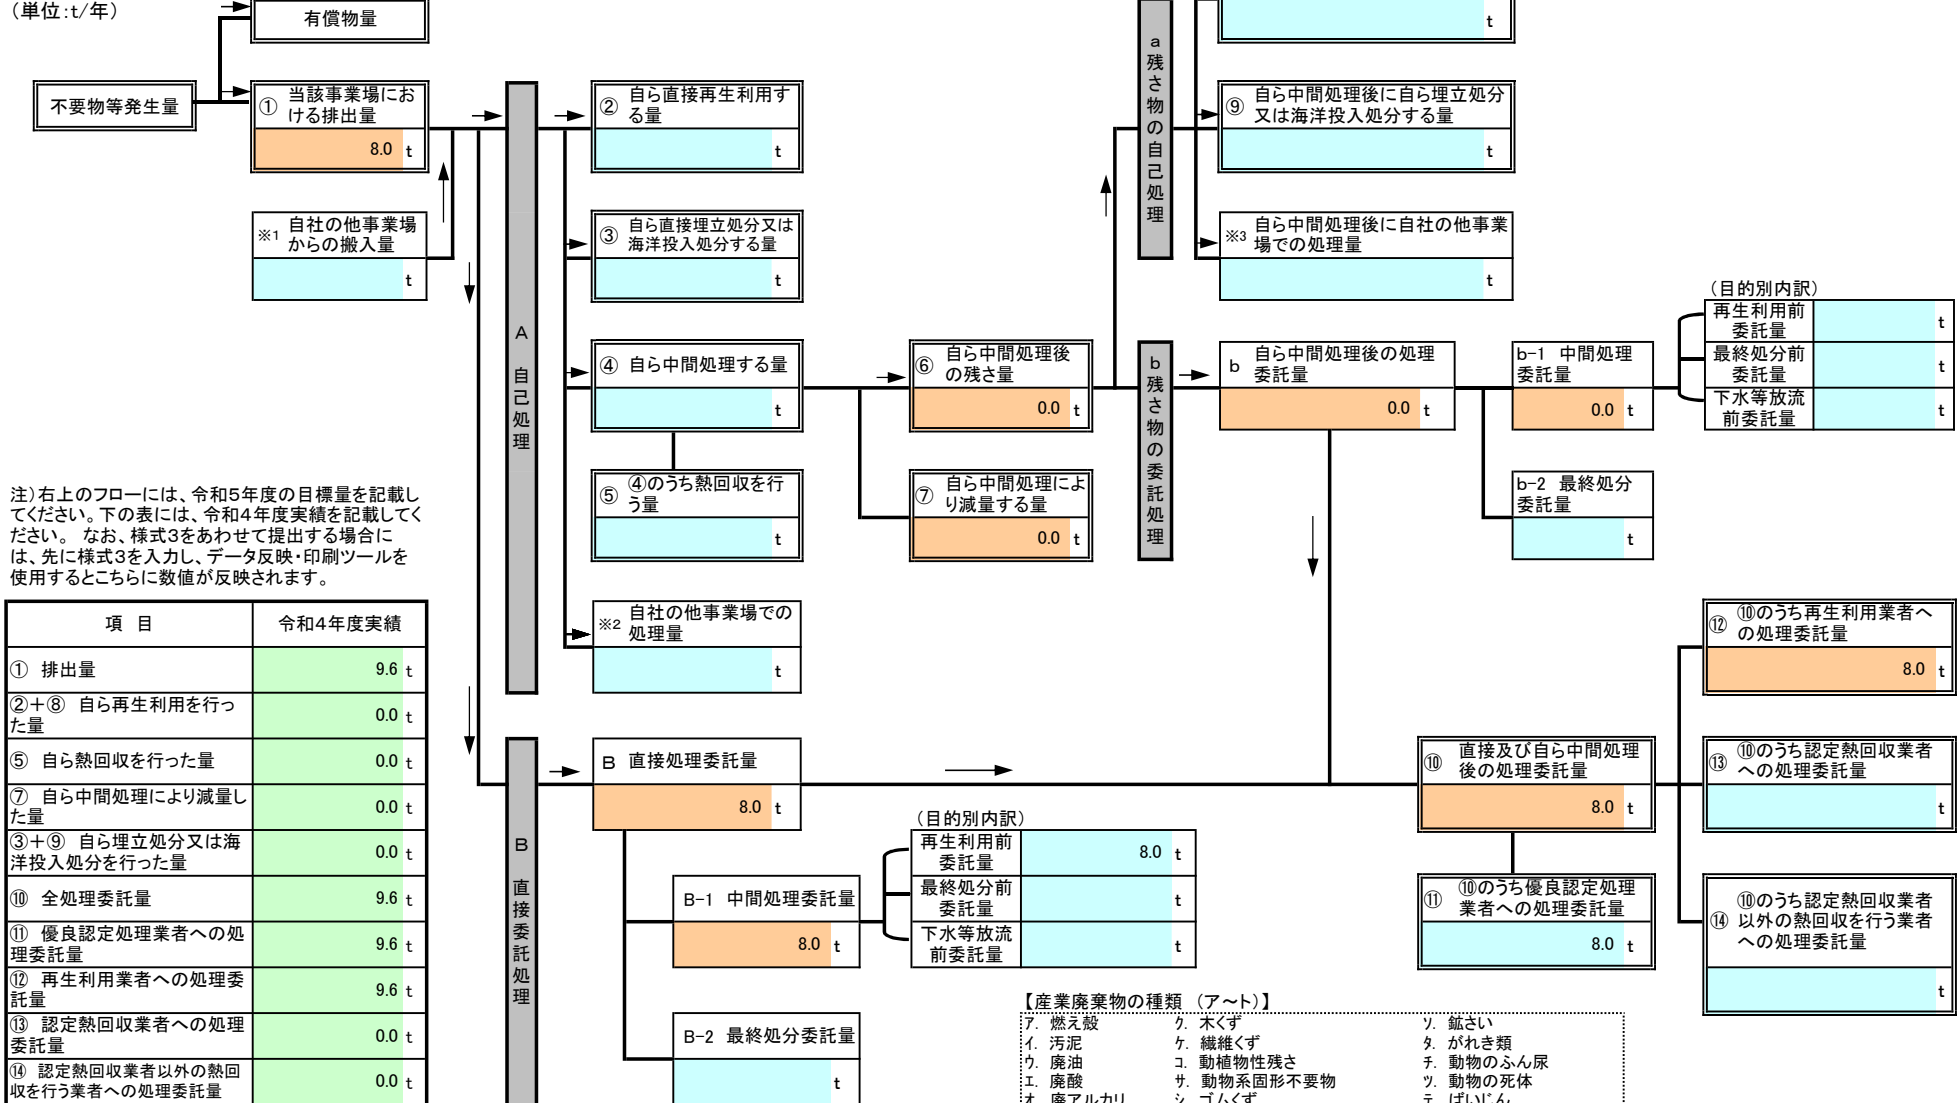 （単位：t/年）
有償物量
不要物等発生量
① 当該事業場にお
ける排出量
8.0 t
※1 自社の他事業場
からの搬入量
t
A 自己処理
② 自ら直接再生利用す
る量
t
③ 自ら直接埋立処分又は
海洋投入処分する量
t
④ 自ら中間処理する量
t
⑤ ④のうち熱回収を行
う量
t
※2 自社の他事業場での
処理量
t
⑥ 自ら中間処理後
の残さ量
0.0 t
⑦ 自ら中間処理によ
り減量する量
0.0 t
a 残さ物の自己処理
t
⑨ 自ら中間処理後に自ら埋立処分
又は海洋投入処分する量
t
※3 自ら中間処理後に自社の他事業
場での処理量
t
b 残さ物の委託処理
b 自ら中間処理後の処理
委託量
0.0 t
b-1 中間処理
委託量
0.0 t
（目的別内訳）
再生利用前
委託量
t
最終処分前
委託量
t
下水等放流
前委託量
t
b-2 最終処分
委託量
t
注）右上のフローには、令和５年度の目標量を記載し
てください。下の表には、令和４年度実績を記載してく
ださい。 なお、様式3をあわせて提出する場合に
は、先に様式3を入力し、データ反映・印刷ツールを
使用するとこちらに数値が反映されます。
項 目 令和４年度実績
① 排出量 9.6 t
②＋⑧ 自ら再生利用を行っ
た量 0.0 t
⑤ 自ら熱回収を行った量 0.0 t
⑦ 自ら中間処理により減量し
た量 0.0 t
③＋⑨ 自ら埋立処分又は海
洋投入処分を行った量 0.0 t
⑩ 全処理委託量 9.6 t
⑪ 優良認定処理業者への処
理委託量 9.6 t
⑫ 再生利用業者への処理委
託量 9.6 t
⑬ 認定熱回収業者への処理
委託量 0.0 t
⑭ 認定熱回収業者以外の熱回
収を行う業者への処理委託量 0.0 t
B 直接委託処理
B 直接処理委託量
8.0 t
B-1 中間処理委託量
8.0 t
（目的別内訳）
再生利用前
委託量
8.0 t
最終処分前
委託量
t
下水等放流
前委託量
t
B-2 最終処分委託量
t
⑩ 直接及び自ら中間処理
後の処理委託量
8.0 t
⑪ ⑩のうち優良認定処理
業者への処理委託量
8.0 t
⑫ ⑩のうち再生利用業者へ
の処理委託量
8.0 t
⑬ ⑩のうち認定熱回収業者
への処理委託量
t
⑭ ⑩のうち認定熱回収業者
以外の熱回収を行う業者
への処理委託量
t
【産業廃棄物の種類 （ア～ト）】
ｱ. 燃え殻 ｸ. 木くず ｿ. 鉱さい
ｲ. 汚泥 ｹ. 繊維くず ﾀ. がれき類
ｳ. 廃油 ｺ. 動植物性残さ ﾁ. 動物のふん尿
ｴ. 廃酸 ｻ. 動物系固形不要物 ﾂ. 動物の死体
ｵ. 廃アルカリ ｼ. ゴムくず ﾃ. ばいじん